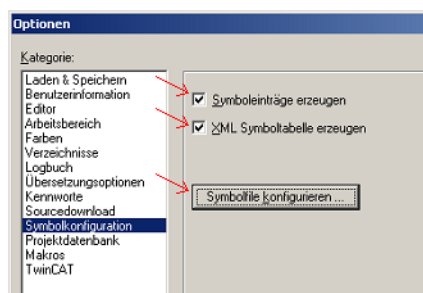 Optionen
Kategorie:
Laden & Speichern
Benutzerinformation
Editor
Arbeitsbereich
Farben
Verzeichnisse
Logbuch
Übersetzungsoptionen
Kennworte
Sourcedownload
Symbolkonfiguration
Projektdatenbank
Makros
TwinCAT
Symboleinträge erzeugen
XML Symboltabelle erzeugen
Symbolfile konfigurieren ...